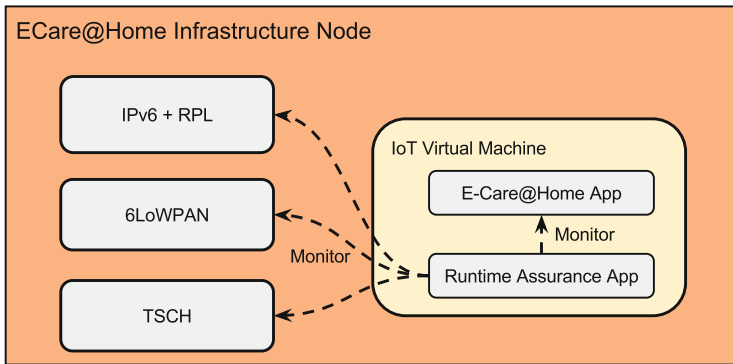 ECare@Home Infrastructure Node
IPv6 + RPL
IoT Virtual Machine
E-Care@Home App
6LoWPAN
Monitor
Monitor
Runtime Assurance App
TSCH